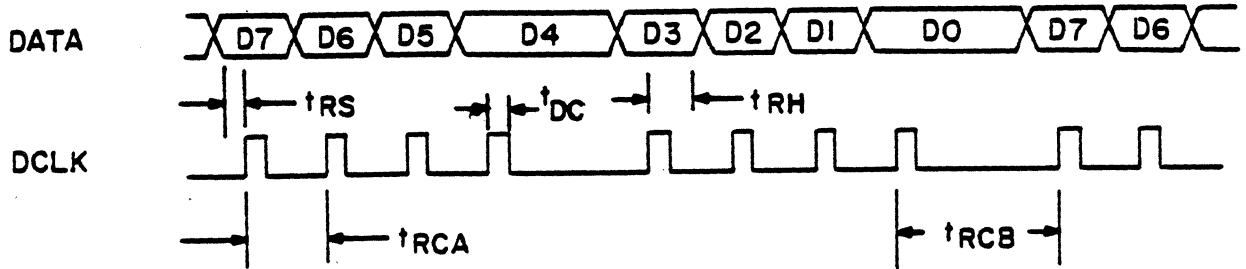 DATA D7 D6 D5 D4 D3 D2 D1 D0 D7 D6
tRS tDC tRH
DCLK
tRCA tRCB